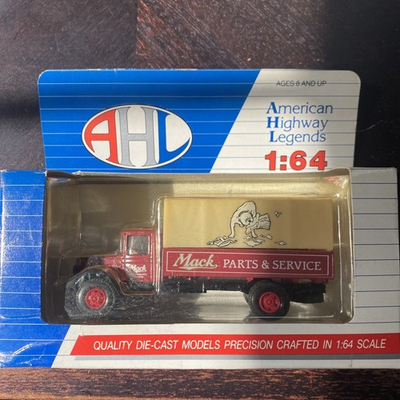 AGES 8 AND UP
AHL
American
Highway
Legends
1:64
Mack PARTS & SERVICE
Mack
QUALITY DIE-CAST MODELS PRECISION CRAFTED IN 1:64 SCALE